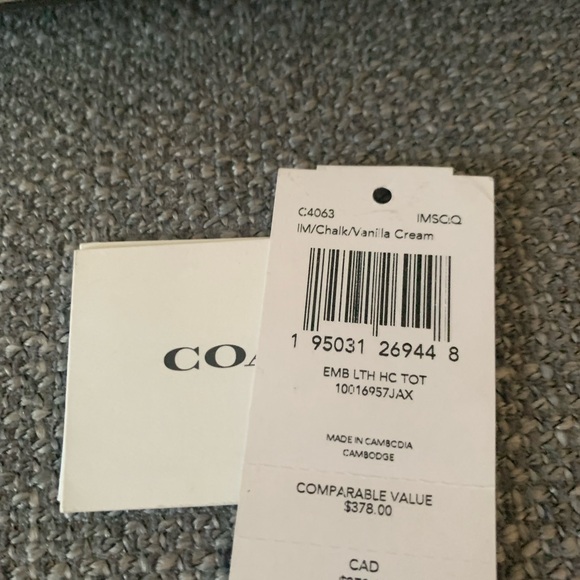 COA
C4063 IMSC:Q
IM/Chalk/Vanilla Cream
1 95031 26944 8
EMB LTH HC TOT
10016957JAX
MADE IN CAMBODIA
CAMBODGE
COMPARABLE VALUE
$378.00
CAD